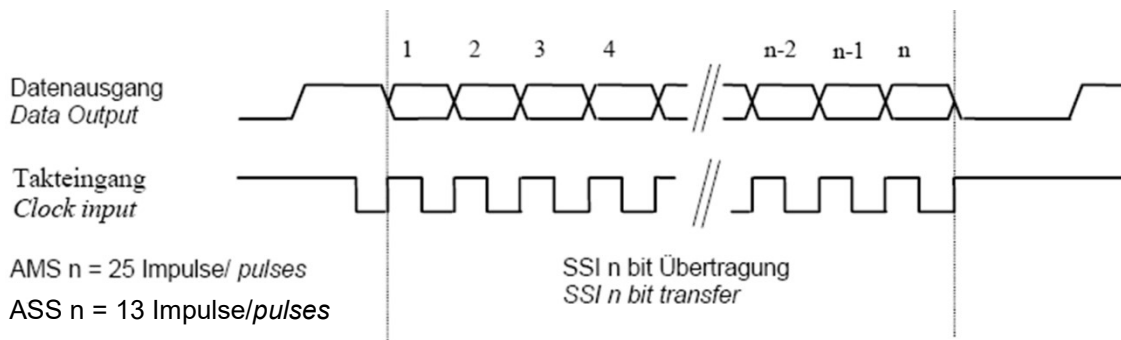 1 2 3 4 n-2 n-1 n
Datenausgang
Data Output
Takteingang
Clock input
AMS n = 25 Impulse/ pulses
ASS n = 13 Impulse/pulses
SSI n bit Übertragung
SSI n bit transfer